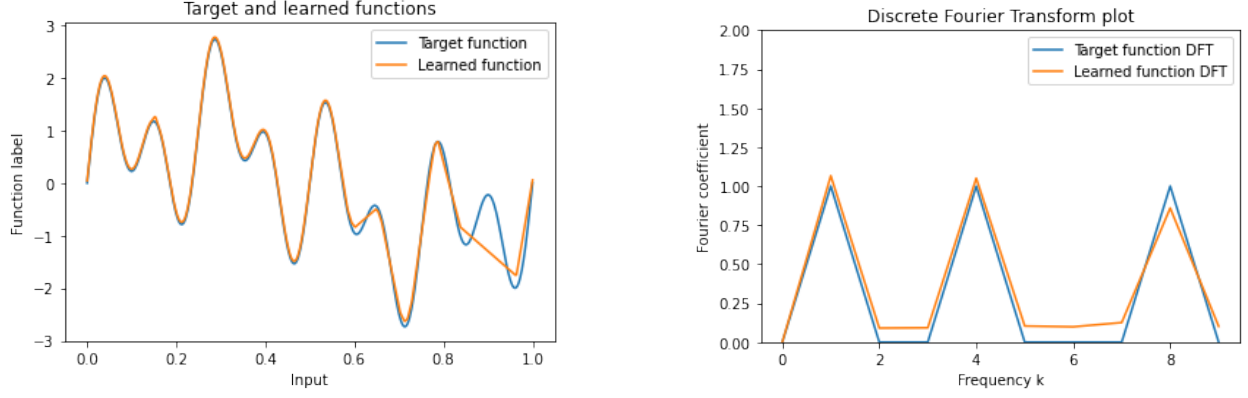 Target and learned functions
Target function
Learned function
3
2
1
0
−1
−2
−3
Function label
0.0 0.2 0.4 0.6 0.8 1.0
Input
Discrete Fourier Transform plot
Target function DFT
Learned function DFT
2.00
1.75
1.50
1.25
1.00
0.75
0.50
0.25
0.00
Fourier coefficient
0 2 4 6 8
Frequency k